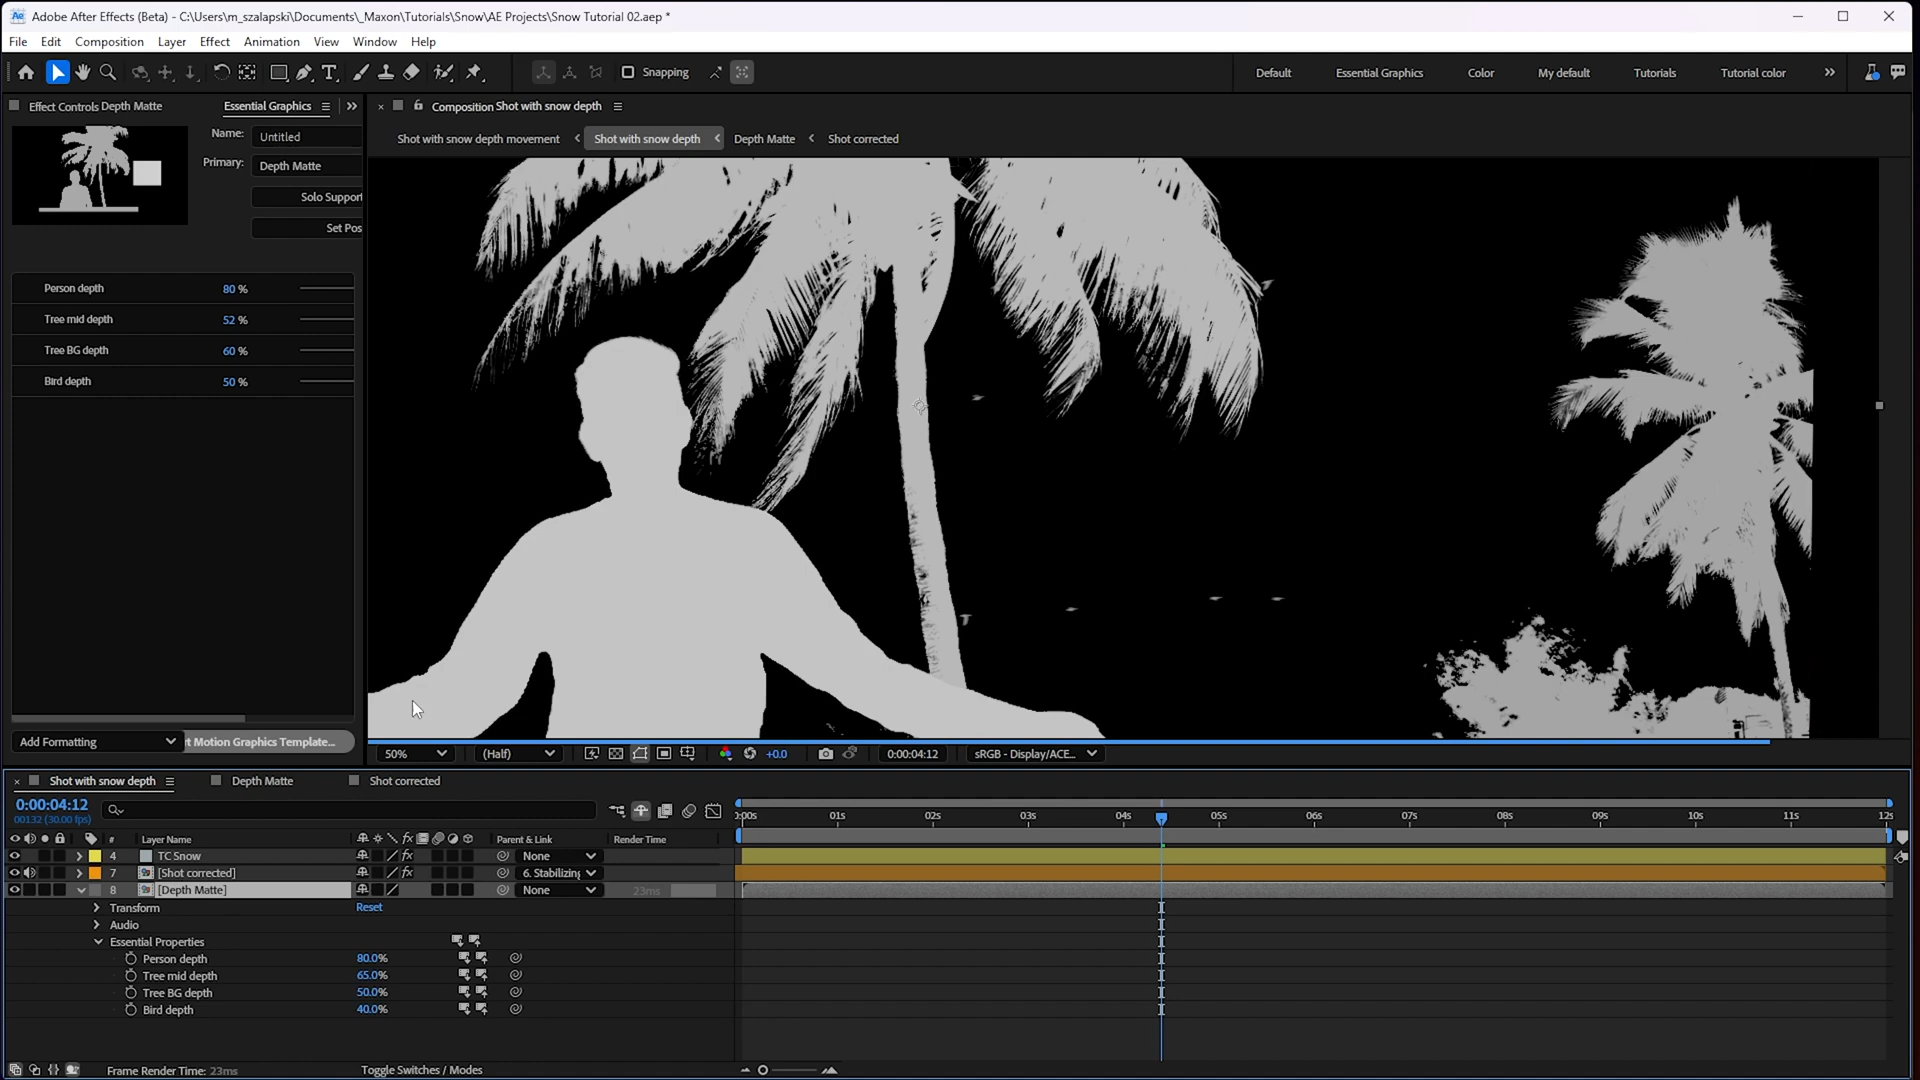 Adobe After Effects (Beta) - C:\Users\m_szalapski\Documents\_Maxon\Tutorials\Snow\AE Projects\Snow Tutorial 02.aep *
File Edit Composition Layer Effect Animation View Window Help
Snapping Default Essential Graphics Color My default Tutorials Tutorial color
Effect Controls Depth Matte Essential Graphics Composition Shot with snow depth
Shot with snow depth movement Shot with snow depth Depth Matte Shot corrected
Name: Untitled
Primary: Depth Matte
Solo Support
Set Pos
Person depth 80 %
Tree mid depth 52 %
Tree BG depth 60 %
Bird depth 50 %
Add Formatting t Motion Graphics Template...
50% (Half) +0.0 0:00:04:12 sRGB - Display/ACE...
Shot with snow depth Depth Matte Shot corrected
0:00:04:12
00132 (30.00 fps)
:00s 01s 02s 03s 04s 05s 06s 07s 08s 09s 10s 11s 12s
# Layer Name fx Parent & Link Render Time
4 TC Snow fx None
7 [Shot corrected] fx 6. Stabilizing
8 [Depth Matte] None 23ms
Transform Reset
Audio
Essential Properties
Person depth 80.0%
Tree mid depth 65.0%
Tree BG depth 50.0%
Bird depth 40.0%
Frame Render Time: 23ms Toggle Switches / Modes